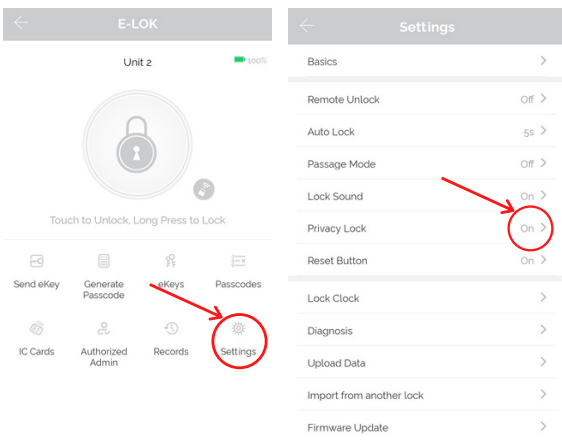 E-LOK
Unit 2
100%
Touch to Unlock, Long Press to Lock
Send eKey
Generate
Passcode
eKeys
Passcodes
IC Cards
Authorized
Admin
Records
Settings
Settings
Basics
Remote Unlock Off
Auto Lock 5s
Passage Mode Off
Lock Sound On
Privacy Lock On
Reset Button On
Lock Clock
Diagnosis
Upload Data
Import from another lock
Firmware Update